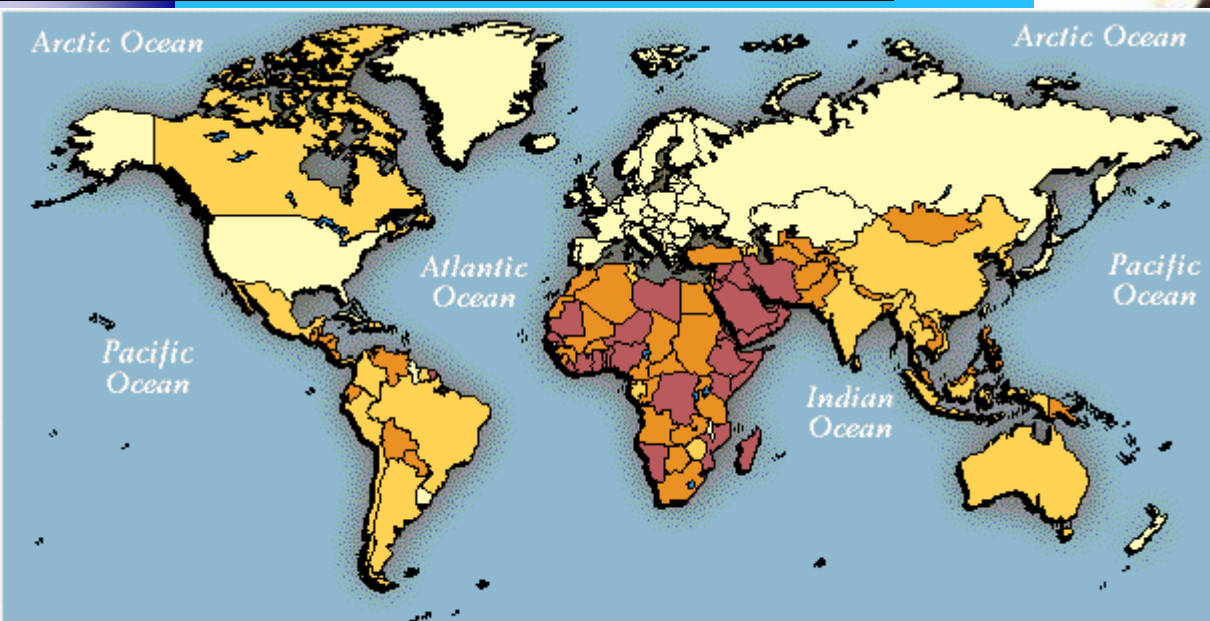 Arctic Ocean
Arctic Ocean
Atlantic
Ocean
Pacific
Ocean
Pacific
Ocean
Indian
Ocean